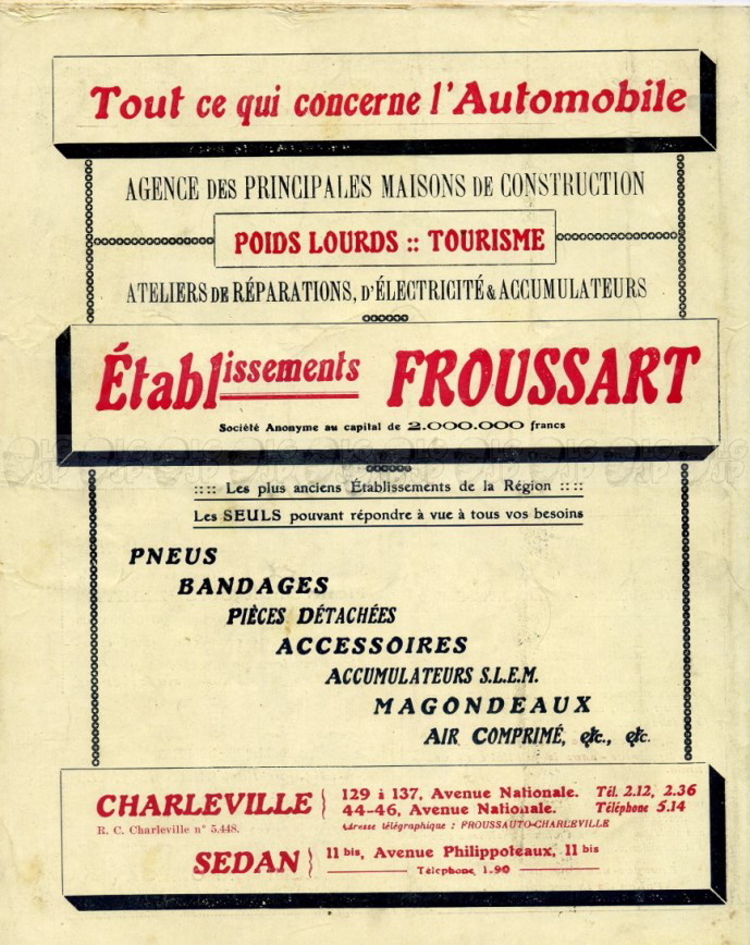 Tout ce qui concerne l'Automobile
AGENCE DES PRINCIPALES MAISONS DE CONSTRUCTION
POIDS LOURDS :: TOURISME
ATELIERS DE RÉPARATIONS, D'ÉLECTRICITÉ & ACCUMULATEURS
Établissements FROUSSART
Société Anonyme au capital de 2.000.000 francs
:::: Les plus anciens Établissements de la Région ::::
Les SEULS pouvant répondre à vue à tous vos besoins
PNEUS
BANDAGES
PIÈCES DÉTACHÉES
ACCESSOIRES
ACCUMULATEURS S.L.E.M.
MAGONDEAUX
AIR COMPRIMÉ, etc., etc.
CHARLEVILLE } 129 à 137, Avenue Nationale. Tél. 2.12, 2.36
44-46, Avenue Nationale. Téléphone 5.14
R. C. Charleville n° 5.448. Adresse télégraphique : FROUSSAUTO-CHARLEVILLE
SEDAN } 11 bis, Avenue Philippoteaux, 11 bis
Téléphone 1.90